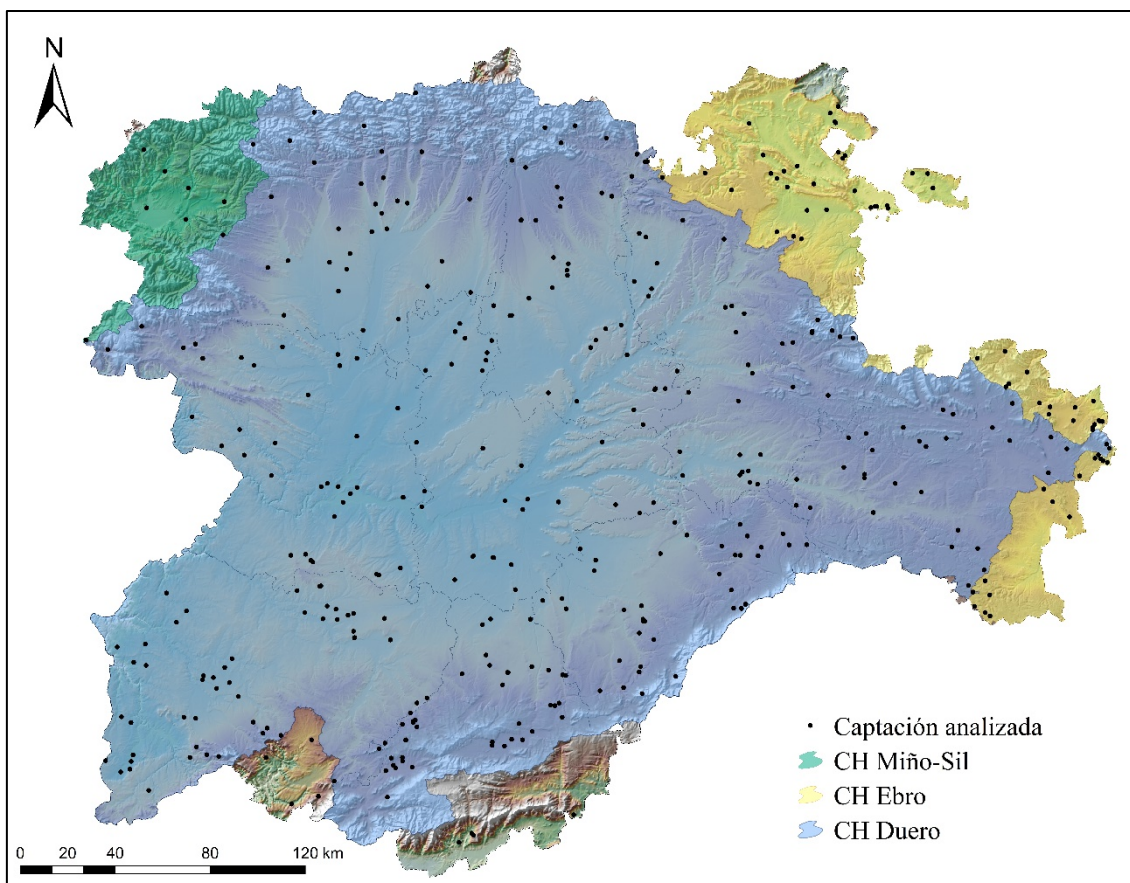 N
Captación analizada
CH Miño-Sil
CH Ebro
CH Duero
0 20 40 80 120 km